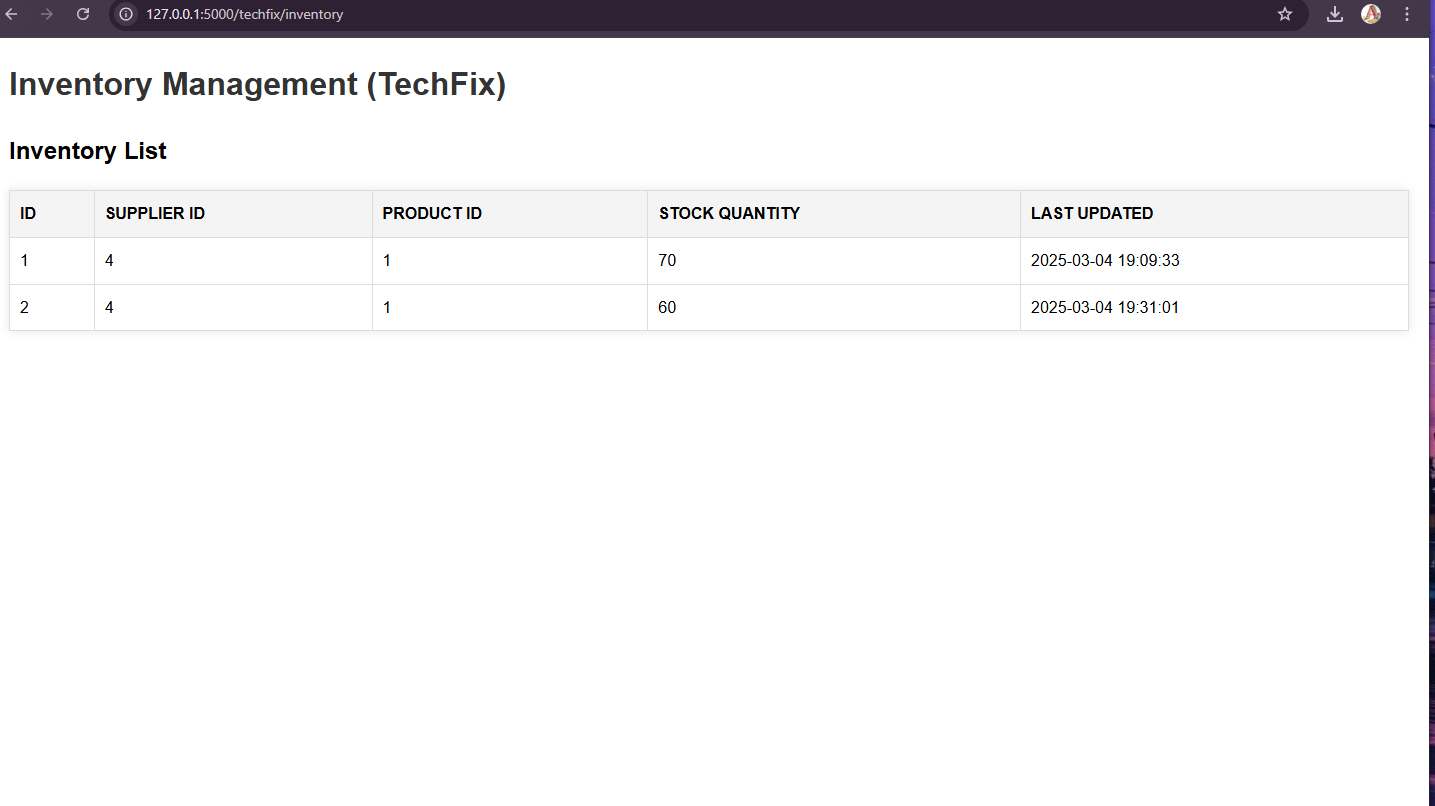 127.0.0.1:5000/techfix/inventory
Inventory Management (TechFix)
Inventory List
ID SUPPLIER ID PRODUCT ID STOCK QUANTITY LAST UPDATED
1 4 1 70 2025-03-04 19:09:33
2 4 1 60 2025-03-04 19:31:01